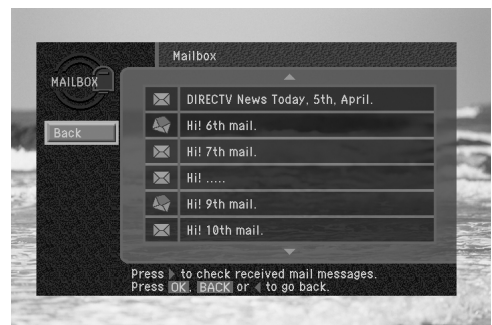 Mailbox
MAILBOX
DIRECTV News Today, 5th, April.
Back
Hi! 6th mail.
Hi! 7th mail.
Hi! .....
Hi! 9th mail.
Hi! 10th mail.
Press ▶ to check received mail messages.
Press OK, BACK or ◀ to go back.